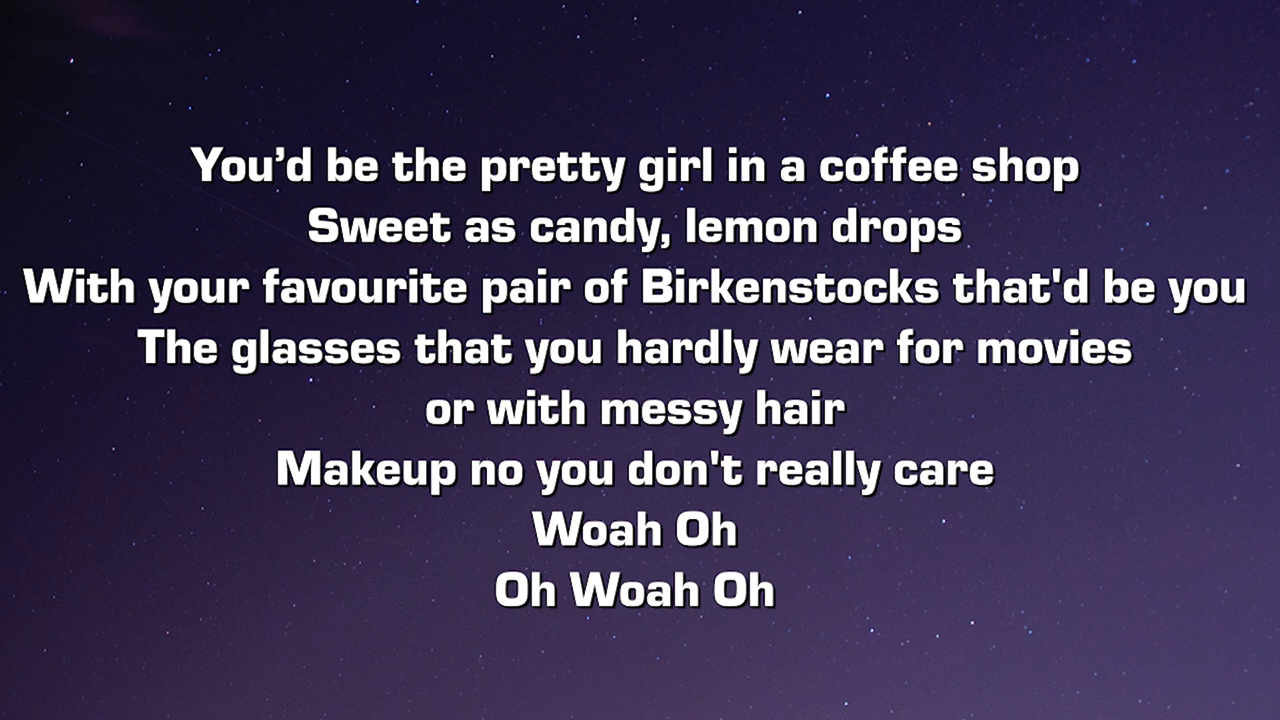 You’d be the pretty girl in a coffee shop
Sweet as candy, lemon drops
With your favourite pair of Birkenstocks that'd be you
The glasses that you hardly wear for movies
or with messy hair
Makeup no you don't really care
Woah Oh
Oh Woah Oh